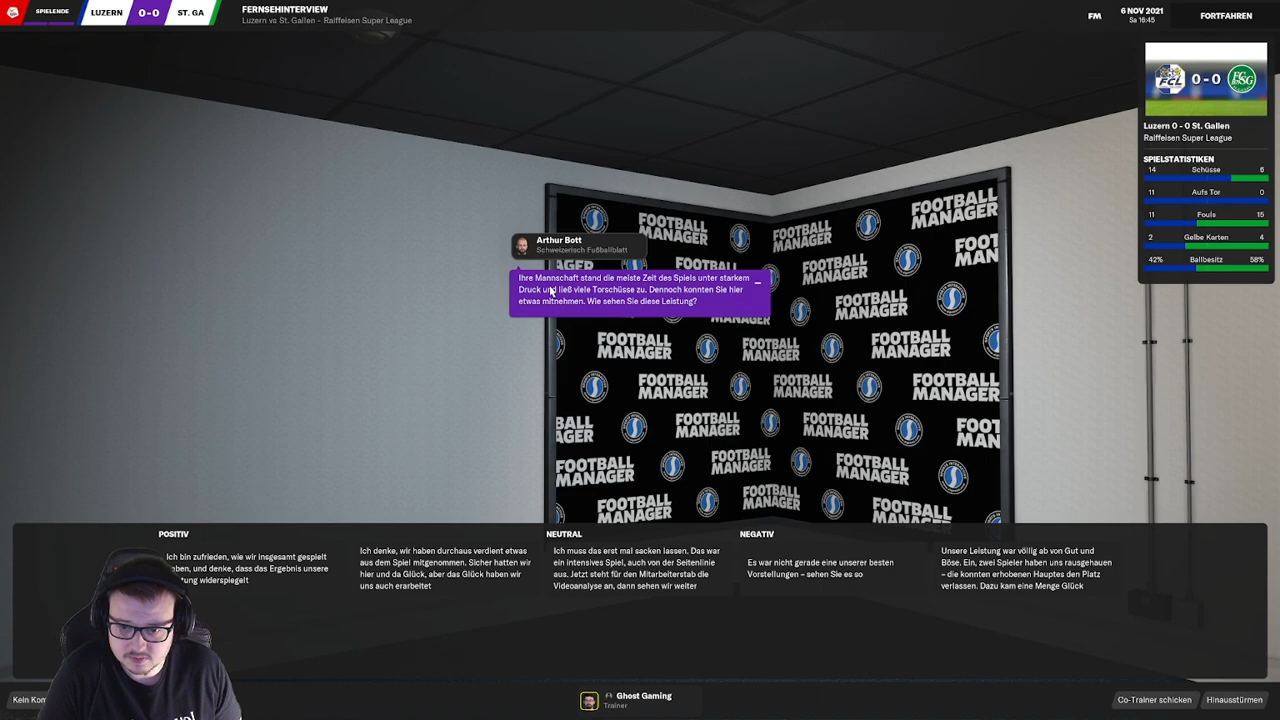 SPIELENDE
LUZERN 0-0 ST. GA
FERNSEHINTERVIEW
Luzern vs St. Gallen - Raiffeisen Super League
FM
6 NOV 2021
Sa 16:45
FORTFAHREN
FCL 0 - 0 FCSG
Luzern 0 - 0 St. Gallen
Raiffeisen Super League
SPIELSTATISTIKEN
14 Schüsse 6
11 Aufs Tor 0
11 Fouls 15
2 Gelbe Karten 4
42% Ballbesitz 58%
Arthur Bott
Schweizerisch Fußballblatt
Ihre Mannschaft stand die meiste Zeit des Spiels unter starkem
Druck und ließ viele Torschüsse zu. Dennoch konnten Sie hier
etwas mitnehmen. Wie sehen Sie diese Leistung?
FOOTBALL MANAGER
POSITIV
Ich bin zufrieden, wie wir insgesamt gespielt
haben, und denke, dass das Ergebnis unsere
widerspiegelt
Ich denke, wir haben durchaus verdient etwas
aus dem Spiel mitgenommen. Sicher hatten wir
hier und da Glück, aber das Glück haben wir
uns auch erarbeitet
NEUTRAL
Ich muss das erst mal sacken lassen. Das war
ein intensives Spiel, auch von der Seitenlinie
aus. Jetzt steht für den Mitarbeiterstab die
Videoanalyse an, dann sehen wir weiter
NEGATIV
Es war nicht gerade eine unserer besten
Vorstellungen – sehen Sie es so
Unsere Leistung war völlig ab von Gut und
Böse. Ein, zwei Spieler haben uns rausgehauen
– die konnten erhobenen Hauptes den Platz
verlassen. Dazu kam eine Menge Glück
Kein Kom
Ghost Gaming
Trainer
Co-Trainer schicken
Hinausstürmen